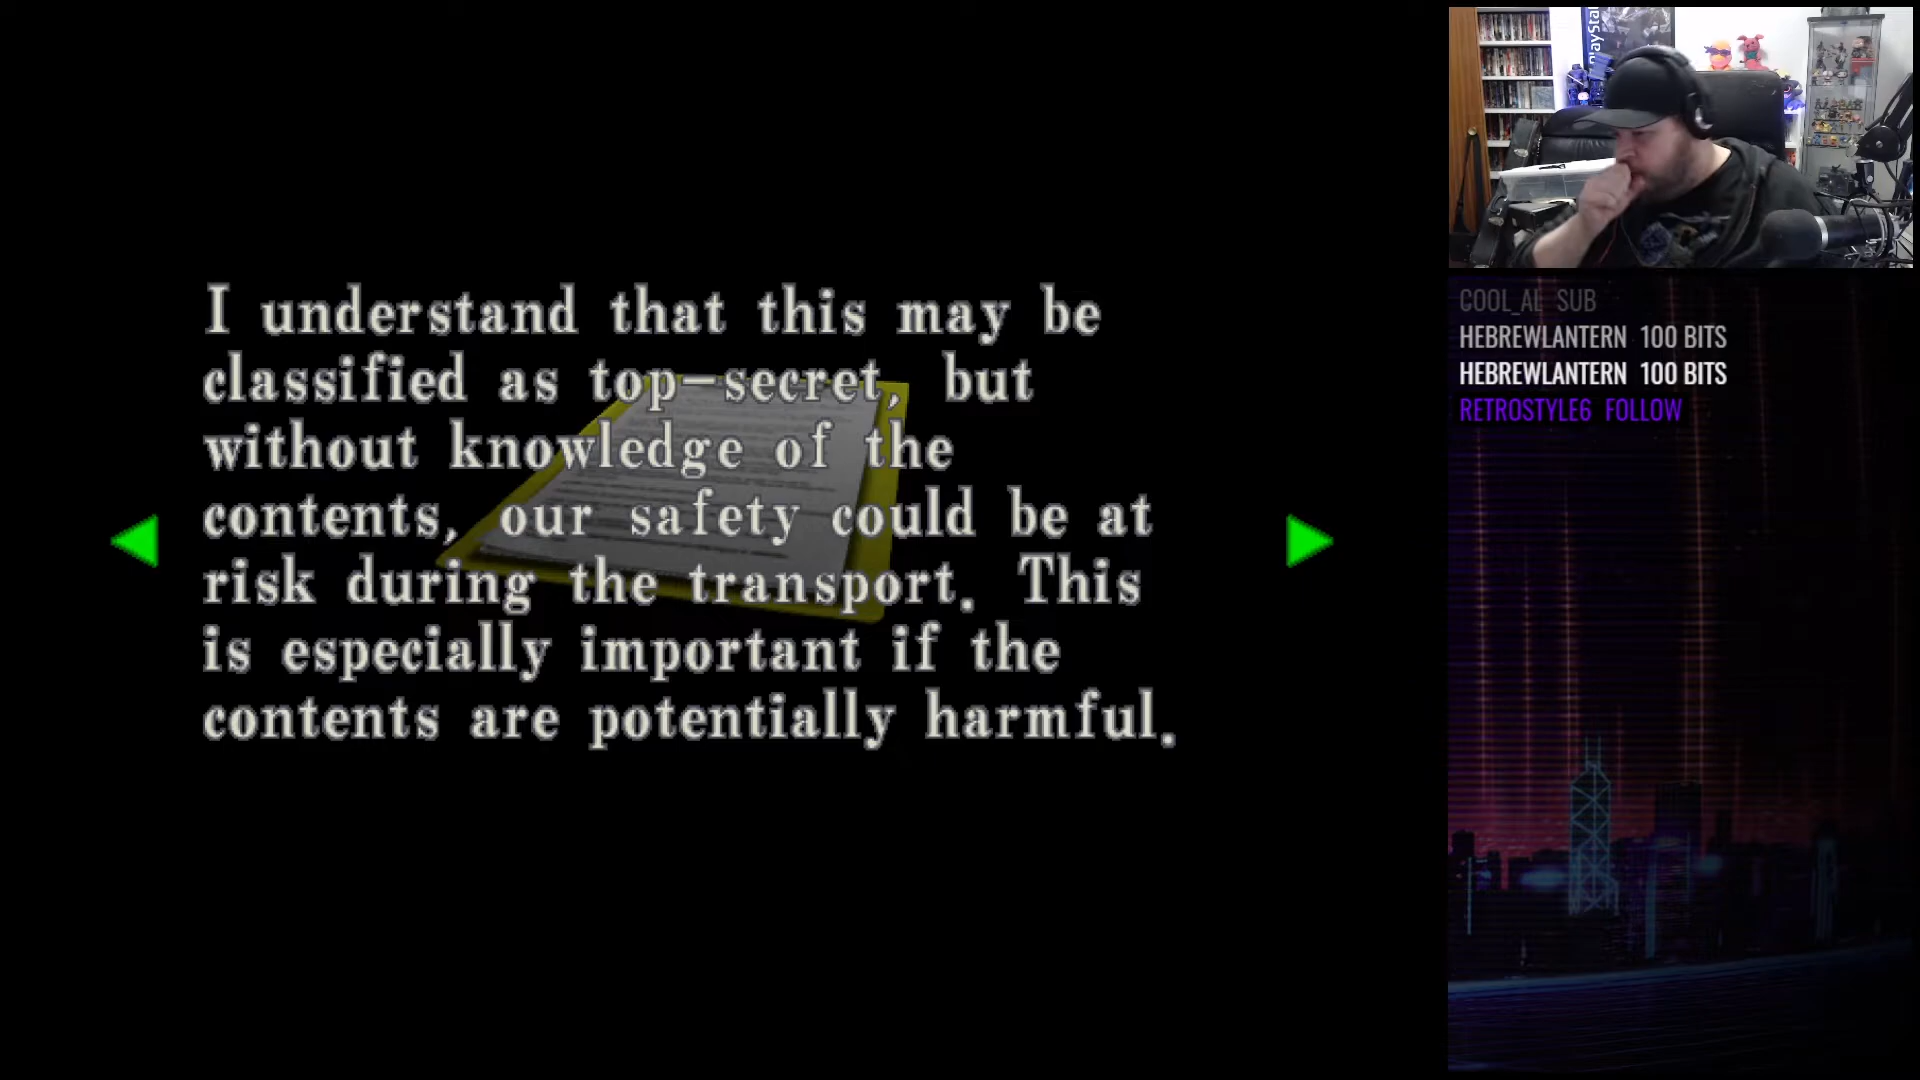 I understand that this may be
classified as top-secret, but
without knowledge of the
contents, our safety could be at
risk during the transport. This
is especially important if the
contents are potentially harmful.
COOL_AL SUB
HEBREWLANTERN 100 BITS
HEBREWLANTERN 100 BITS
RETROSTYLE6 FOLLOW